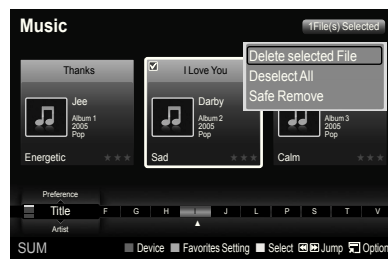 Music
1File(s) Selected
Delete selected File
Deselect All
Safe Remove
Thanks
I Love You
Jee
Album 1
2005
Pop
Darby
Album 2
2005
Pop
Album 3
2005
Pop
Energetic
Sad
Calm
Preference
Title F G H I J L P S T V
Artist
SUM Device Favorites Setting Select Jump Option